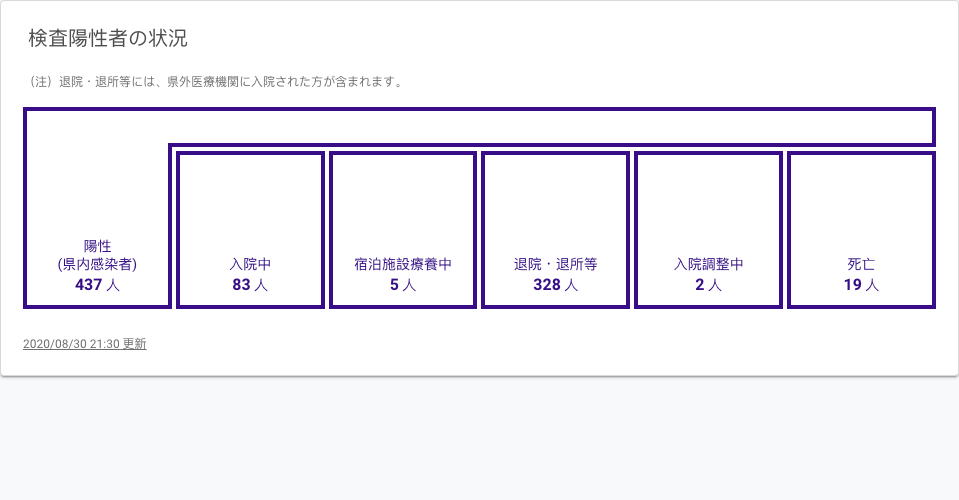 検査陽性者の状況
（注）退院・退所等には、県外医療機関に入院された方が含まれます。
陽性
(県内感染者)
437 人
入院中
83 人
宿泊施設療養中
5 人
退院・退所等
328 人
入院調整中
2 人
死亡
19 人
2020/08/30 21:30 更新